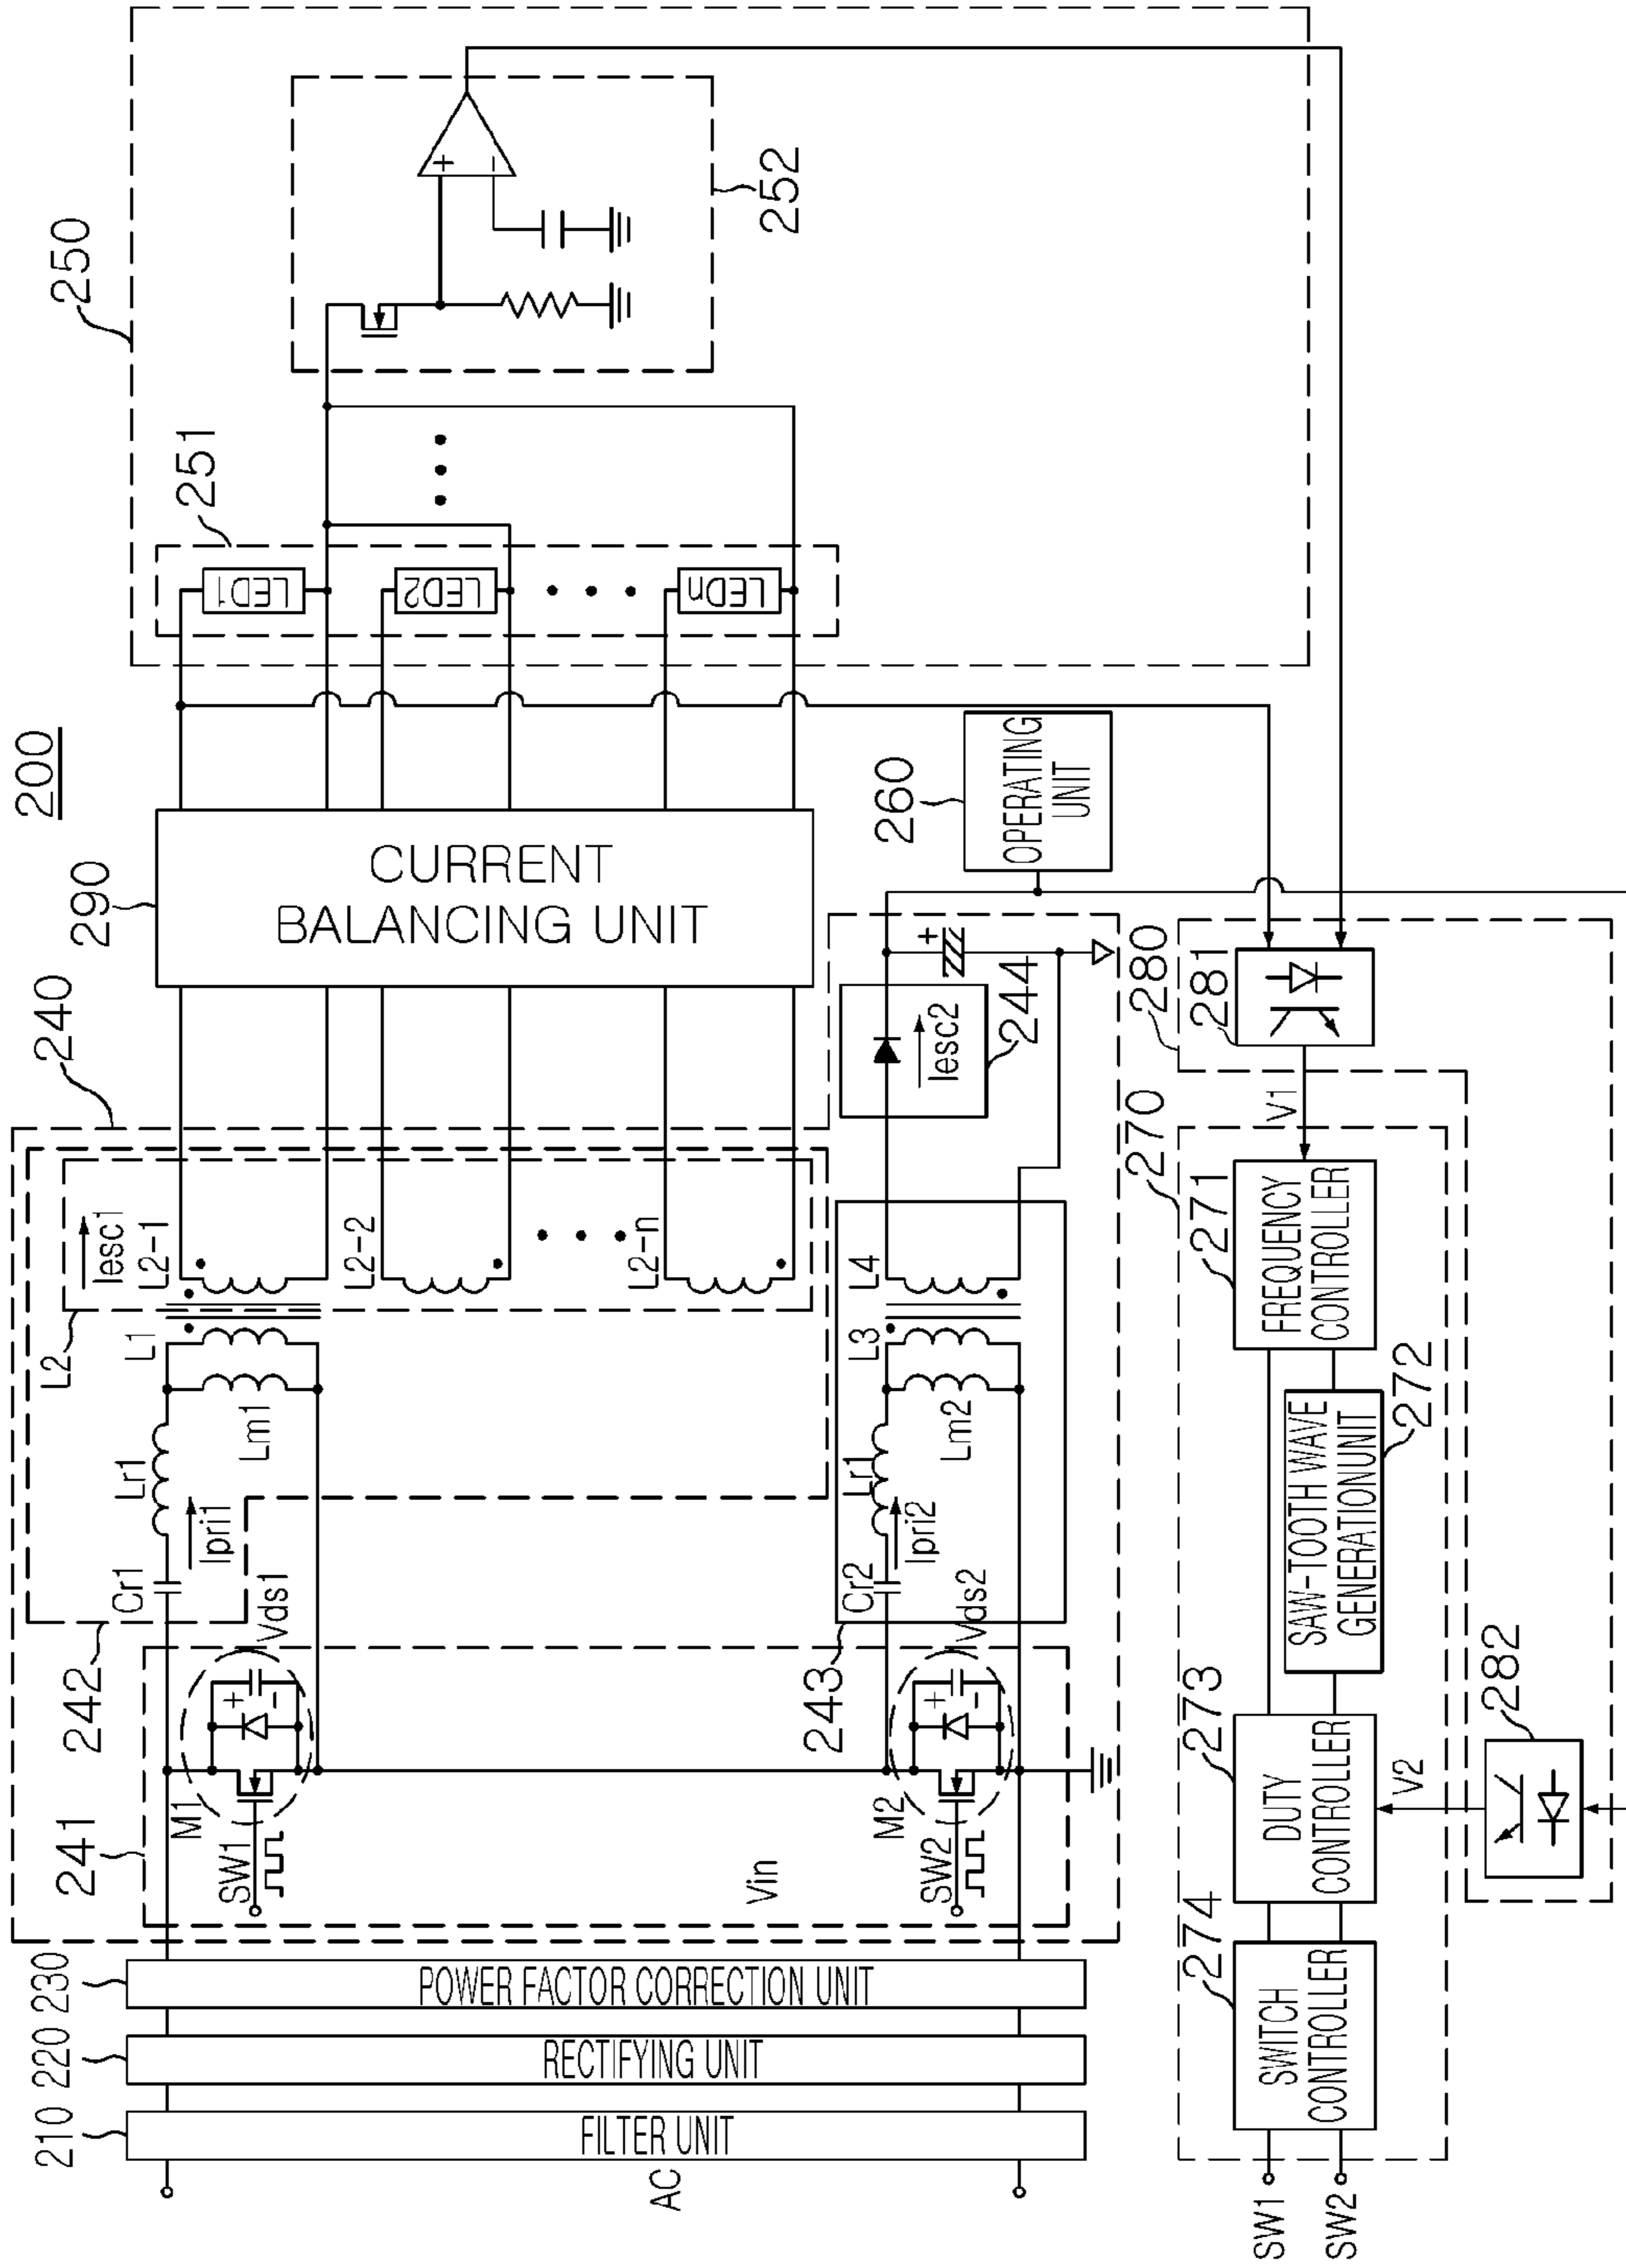 200
210
220
230
240
290
250
251
252
LED1
LED2
LEDn
CURRENT
BALANCING UNIT
L2
Iesc1
L2-1
L2-2
L2-n
L1
Lr1
Lm1
Cr1
Ipri1
242
241
M1
SW1
Vds1
Vin
M2
SW2
Vds2
243
Cr2
Lr1
Ipri2
Lm2
L3
L4
Iesc2
244
260
OPERATING
UNIT
AC
FILTER UNIT
RECTIFYING UNIT
POWER FACTOR CORRECTION UNIT
280
281
V1
270
271
FREQUENCY
CONTROLLER
SAW-TOOTH WAVE
GENERATIONUNIT
272
273
DUTY
CONTROLLER
V2
282
274
SWITCH
CONTROLLER
SW1
SW2
+
−
+
−
+
−
+